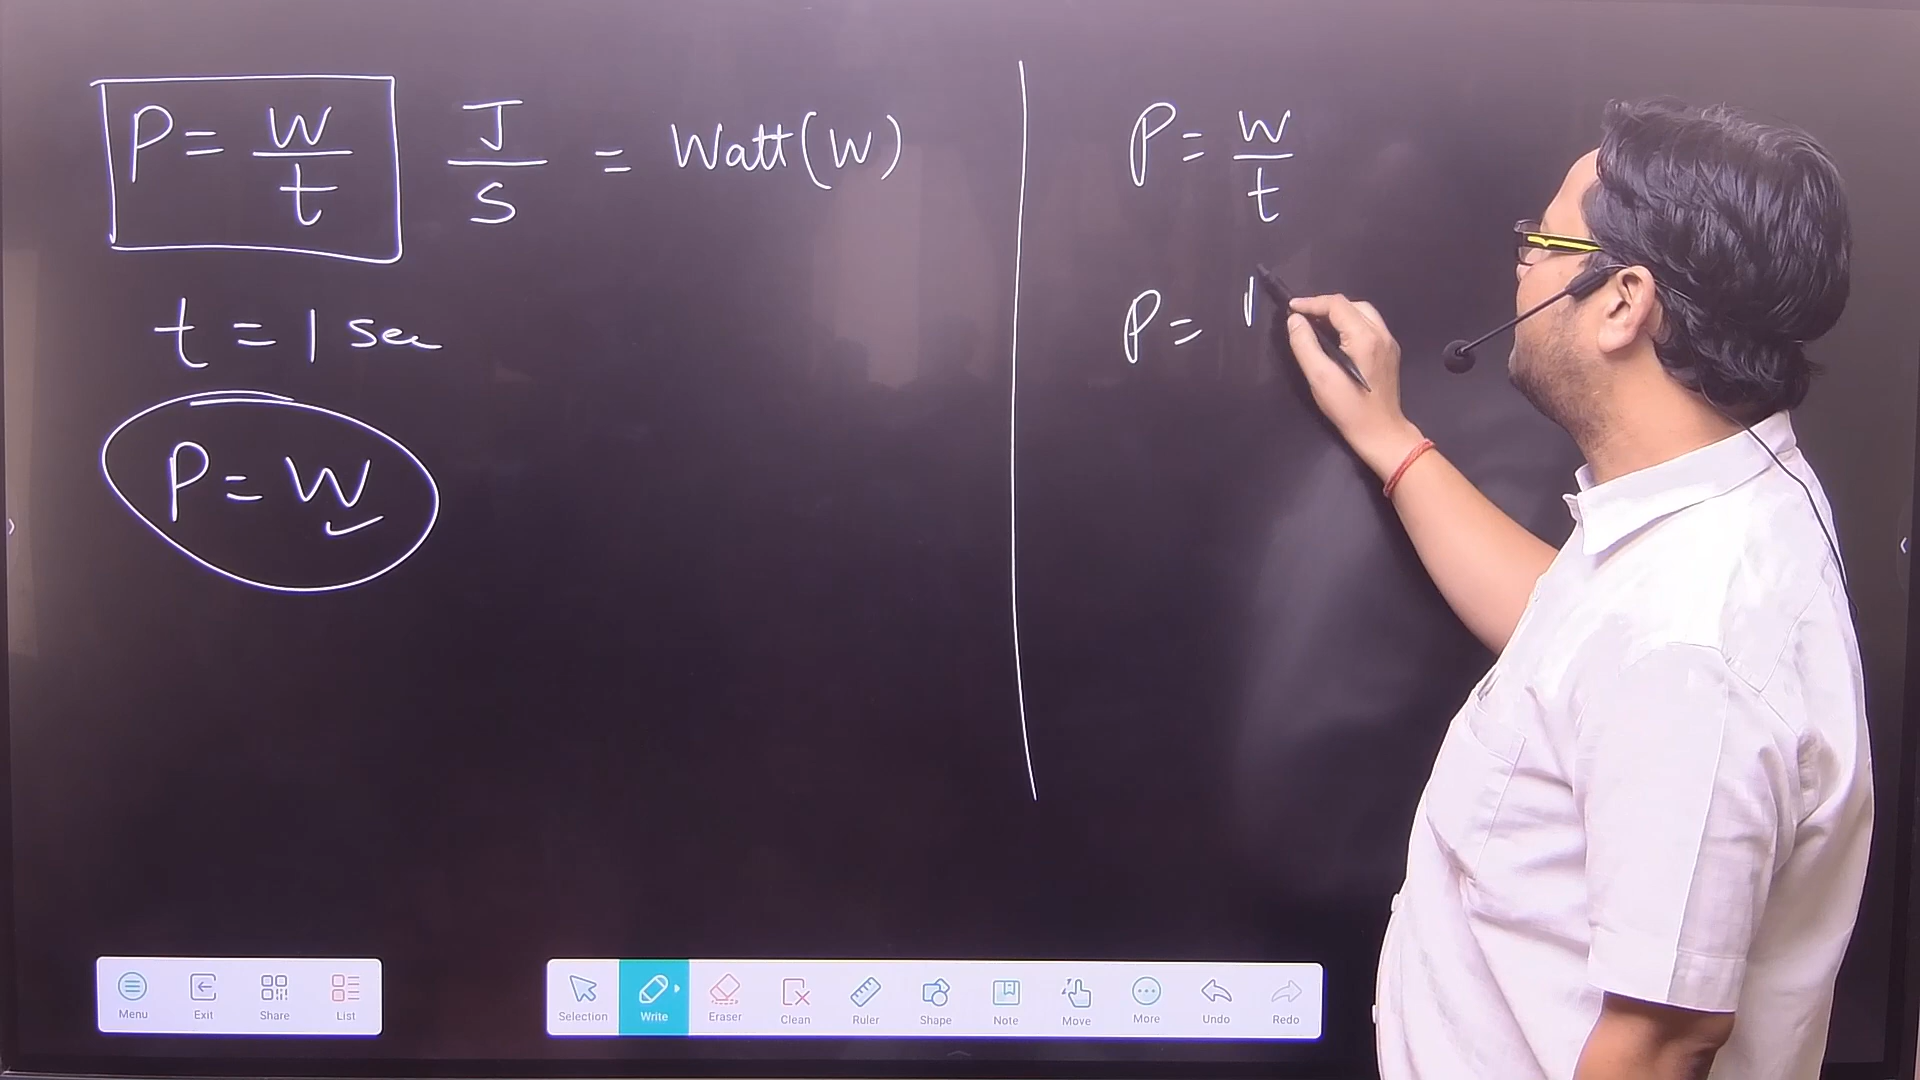 P = W/t J/s = Watt (W)
t = 1 sec
P = W
P = W/t
P = 1
Menu Exit Share List
Selection Write Eraser Clean Ruler Shape Note Move More Undo Redo